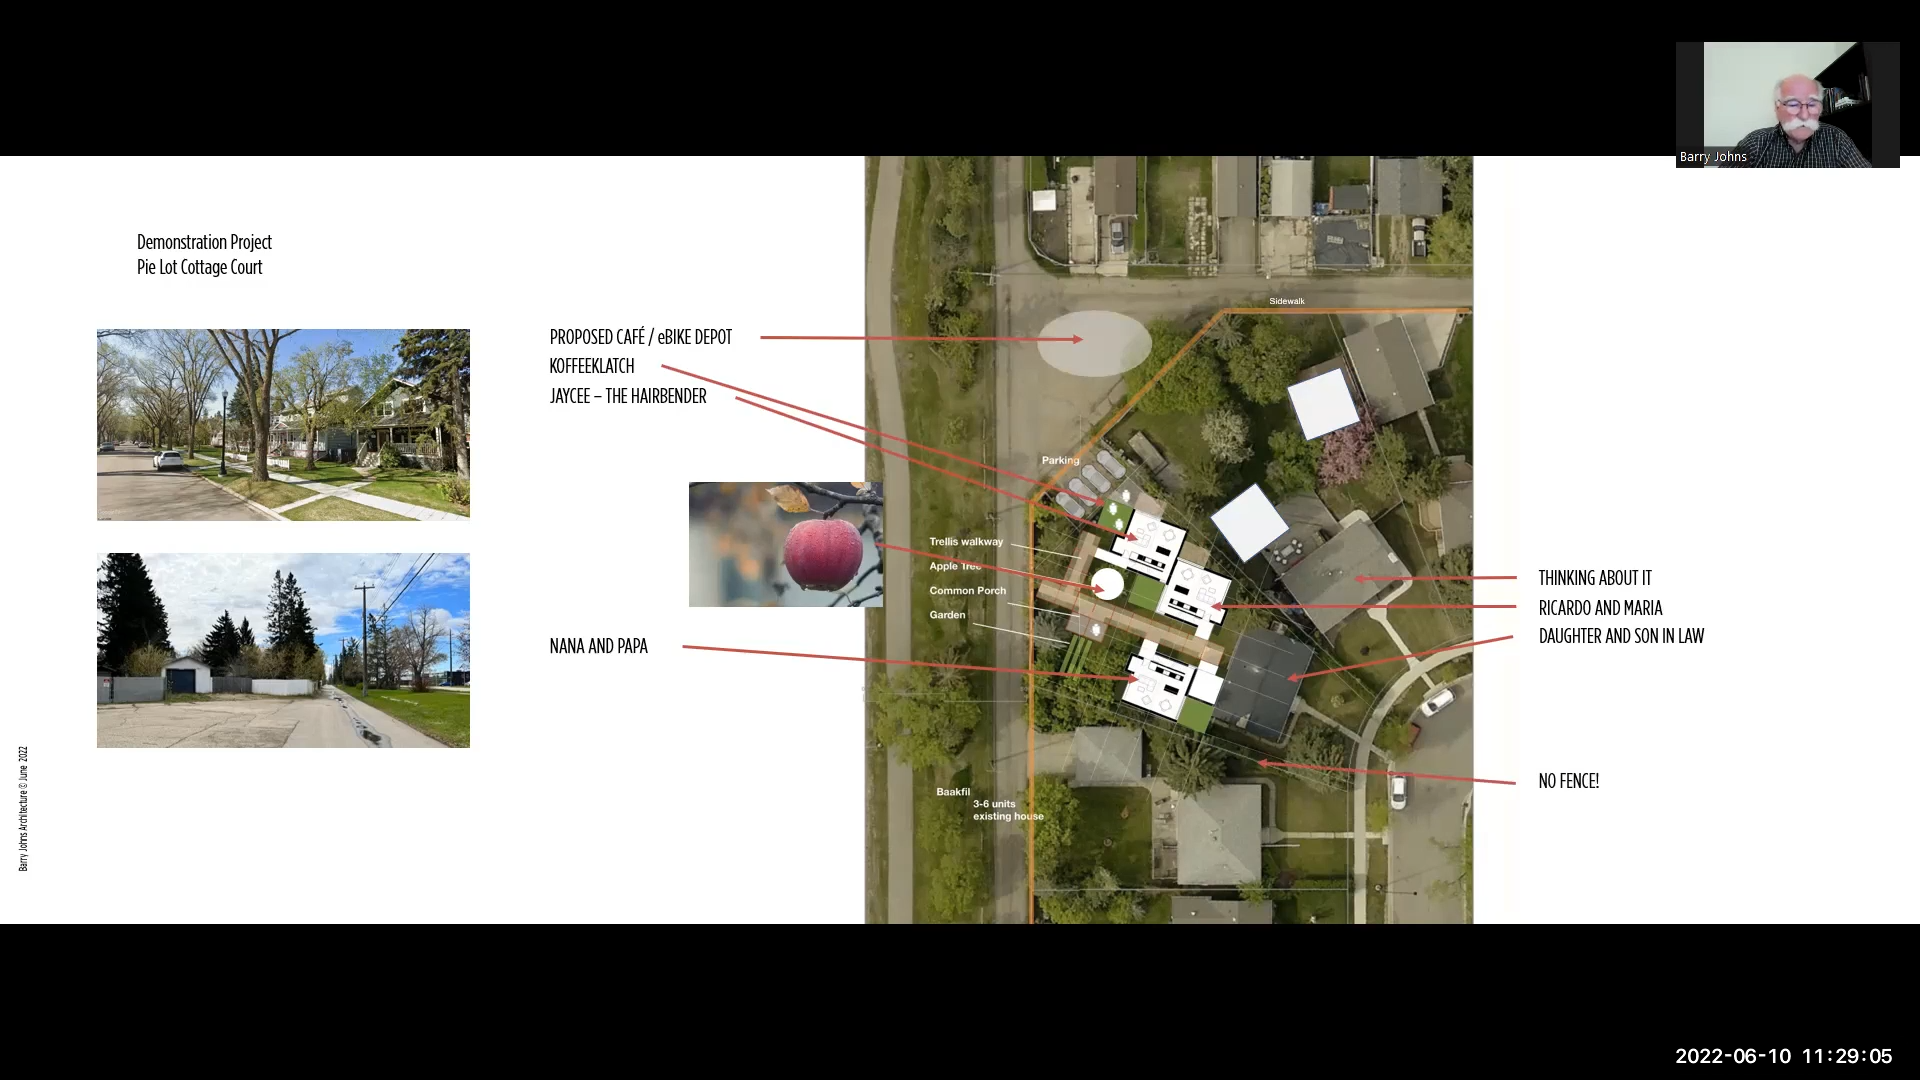 Barry Johns
Demonstration Project
Pie Lot Cottage Court
PROPOSED CAFÉ / eBIKE DEPOT
KOFFEEKLATCH
JAYCEE – THE HAIRBENDER
NANA AND PAPA
Sidewalk
Parking
Trellis walkway
Apple Tree
Common Porch
Garden
Baakfil
3-6 units
existing house
THINKING ABOUT IT
RICARDO AND MARIA
DAUGHTER AND SON IN LAW
NO FENCE!
Barry Johns Architecture © June 2022
2022-06-10 11:29:05